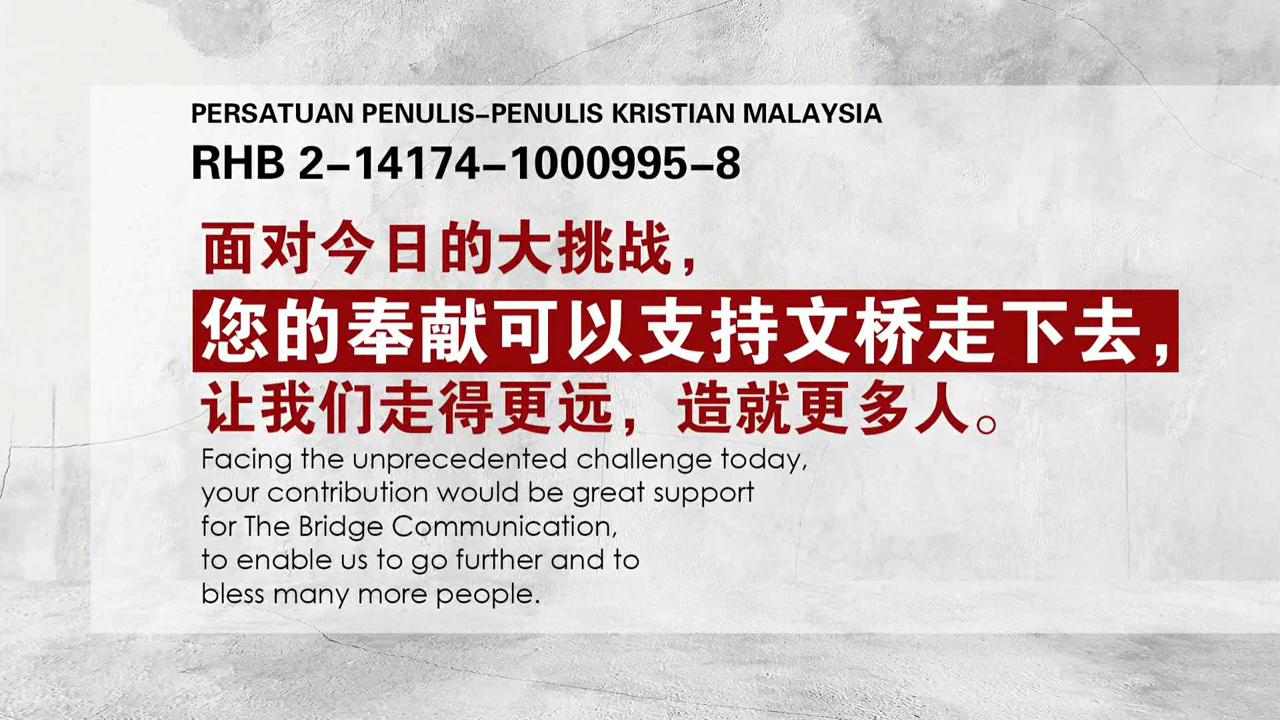 PERSATUAN PENULIS-PENULIS KRISTIAN MALAYSIA
RHB 2-14174-1000995-8
面对今日的大挑战，
您的奉献可以支持文桥走下去，
让我们走得更远，造就更多人。
Facing the unprecedented challenge today,
your contribution would be great support
for The Bridge Communication,
to enable us to go further and to
bless many more people.